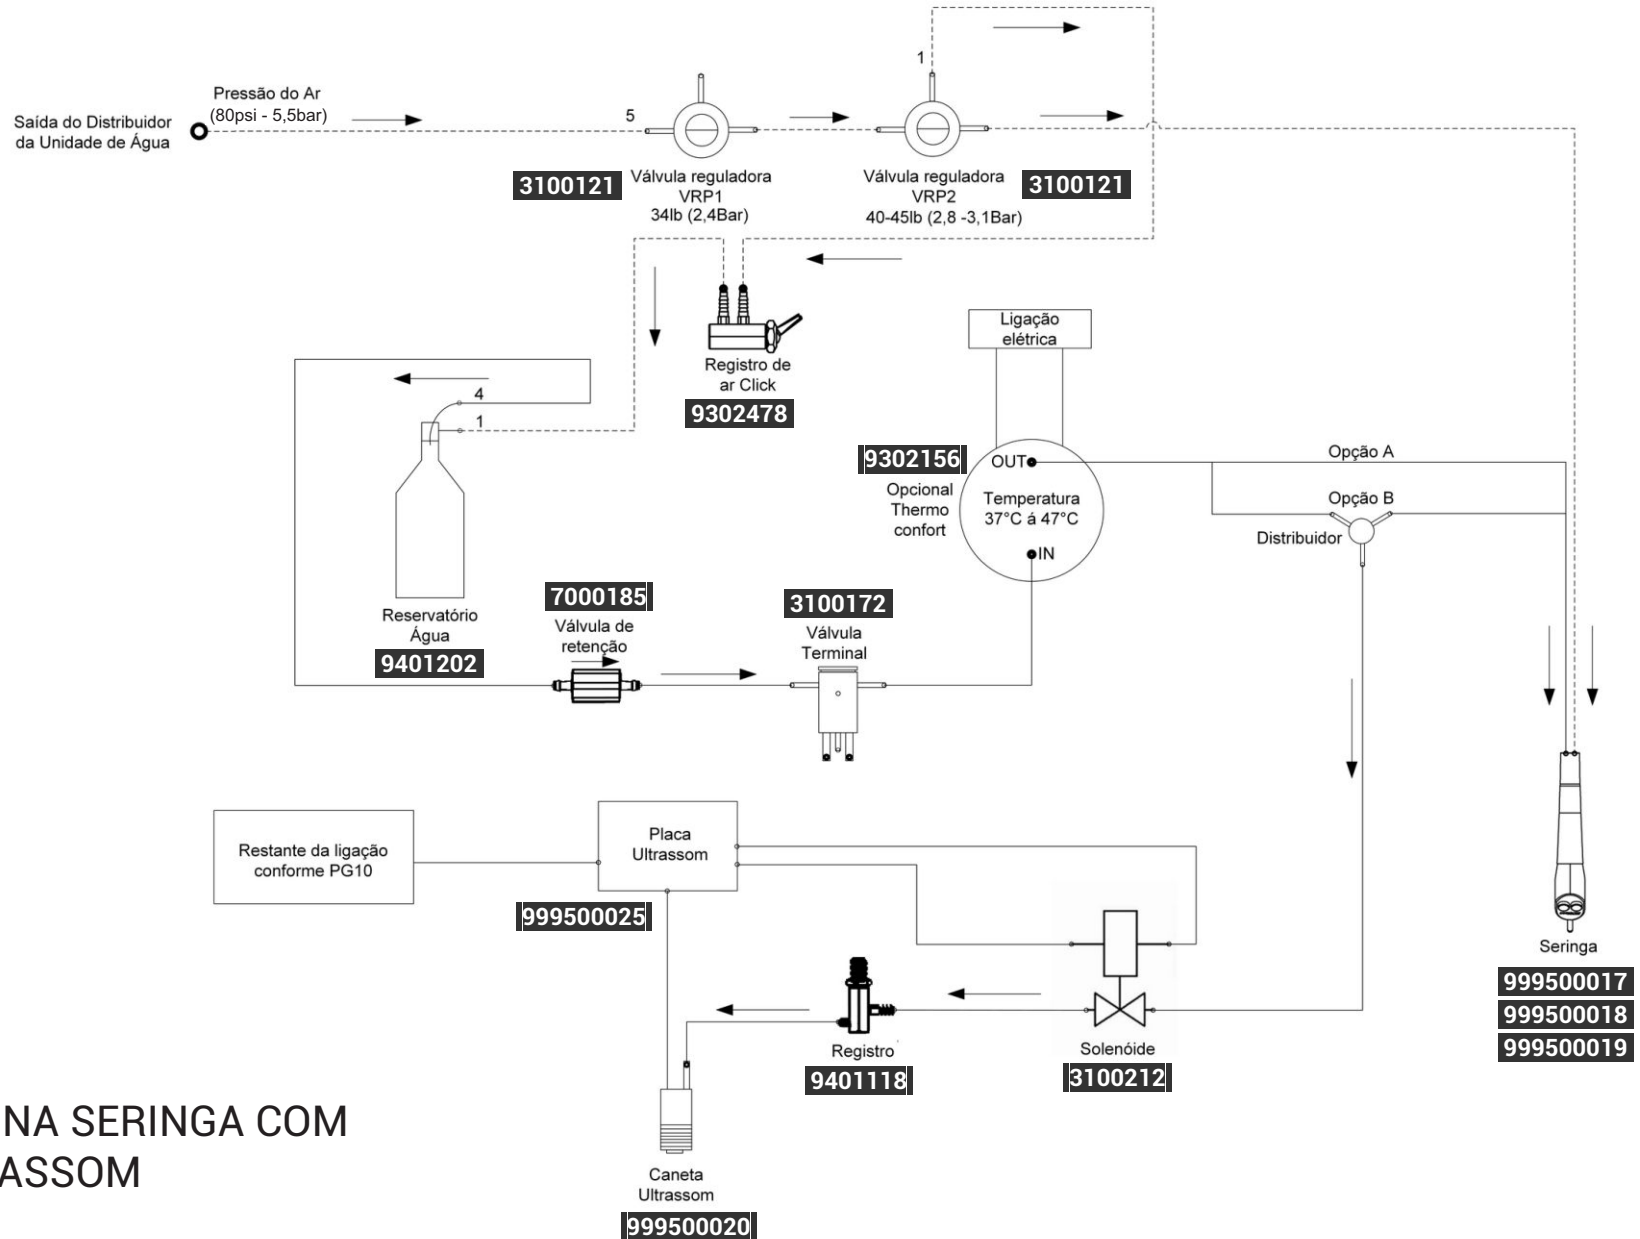 1
Pressão do Ar
(80psi - 5,5bar)
Saída do Distribuidor
da Unidade de Água
5
3100121
Válvula reguladora
VRP1
34lb (2,4Bar)
Válvula reguladora
VRP2
40-45lb (2,8 -3,1Bar)
3100121
Registro de
ar Click
9302478
Ligação
elétrica
4
1
9302156
Opcional
Thermo
confort
OUT
Temperatura
37°C á 47°C
IN
Opção A
Opção B
Distribuidor
Reservatório
Água
9401202
7000185
Válvula de
retenção
3100172
Válvula
Terminal
Restante da ligação
conforme PG10
Placa
Ultrassom
999500025
Seringa
999500017
999500018
999500019
Registro
9401118
Solenóide
3100212
NA SERINGA COM
ASSOM
Caneta
Ultrassom
999500020